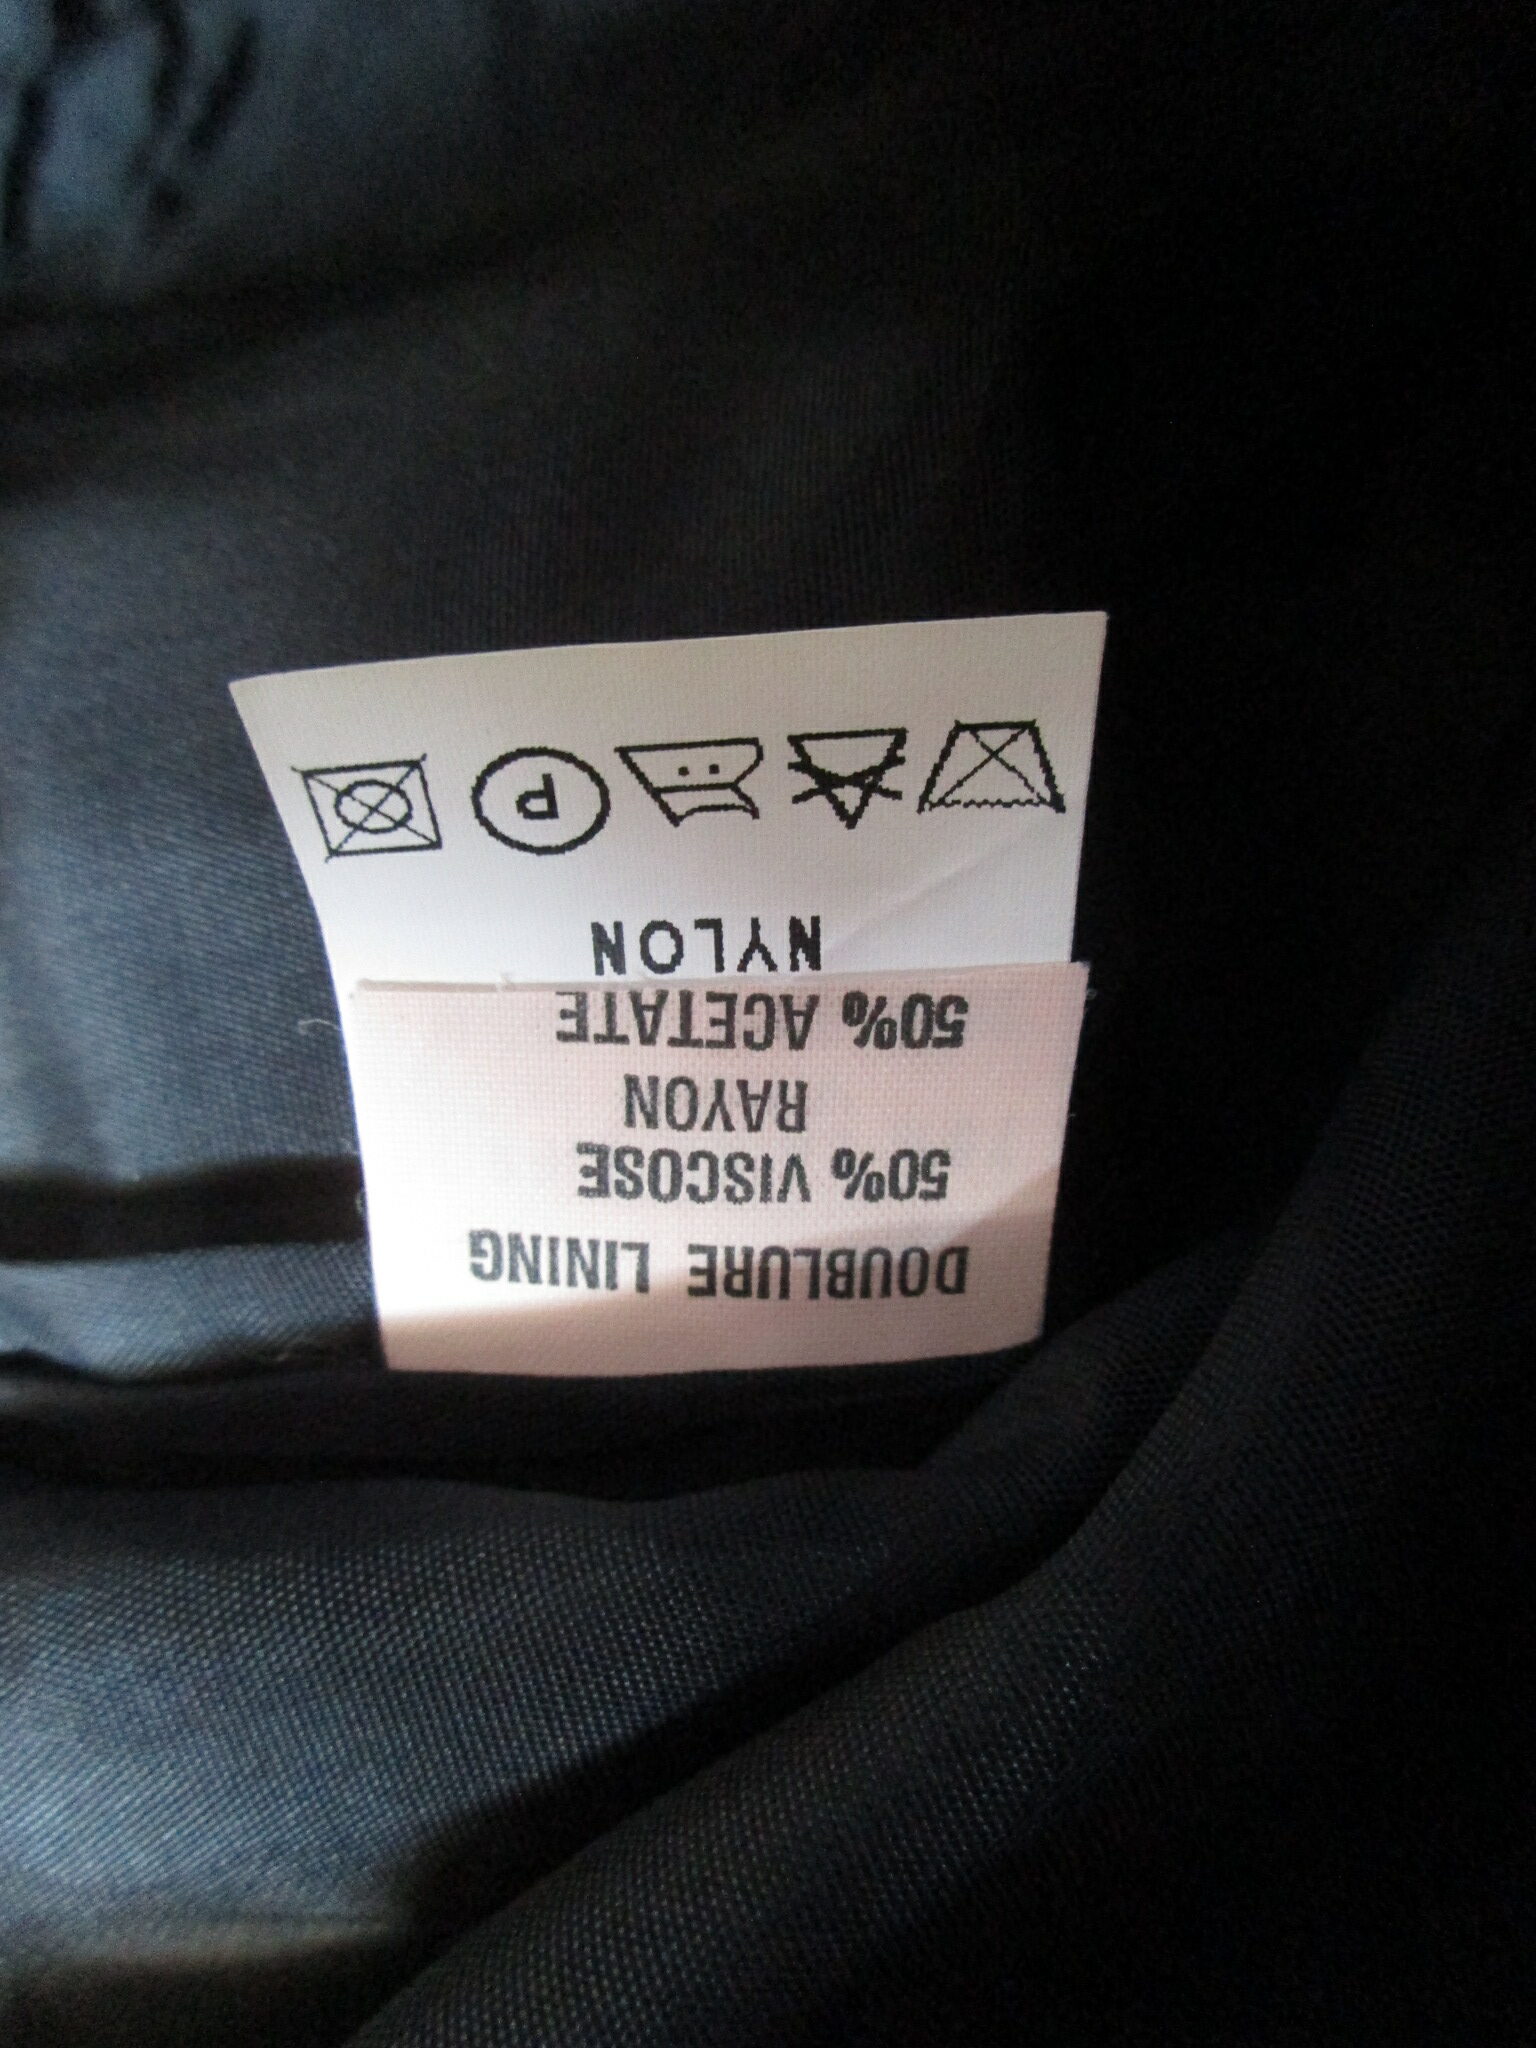 DOUBLURE LINING
50% VISCOSE
RAYON
50% ACETATE
NYLON
P